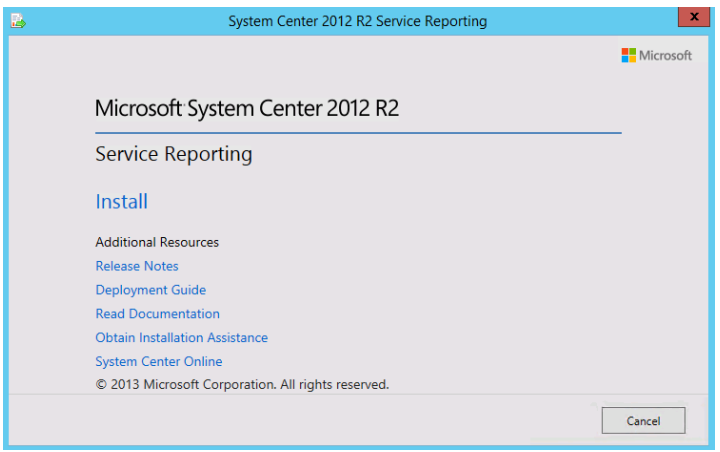 System Center 2012 R2 Service Reporting
x
Microsoft
Microsoft System Center 2012 R2
Service Reporting
Install
Additional Resources
Release Notes
Deployment Guide
Read Documentation
Obtain Installation Assistance
System Center Online
© 2013 Microsoft Corporation. All rights reserved.
Cancel